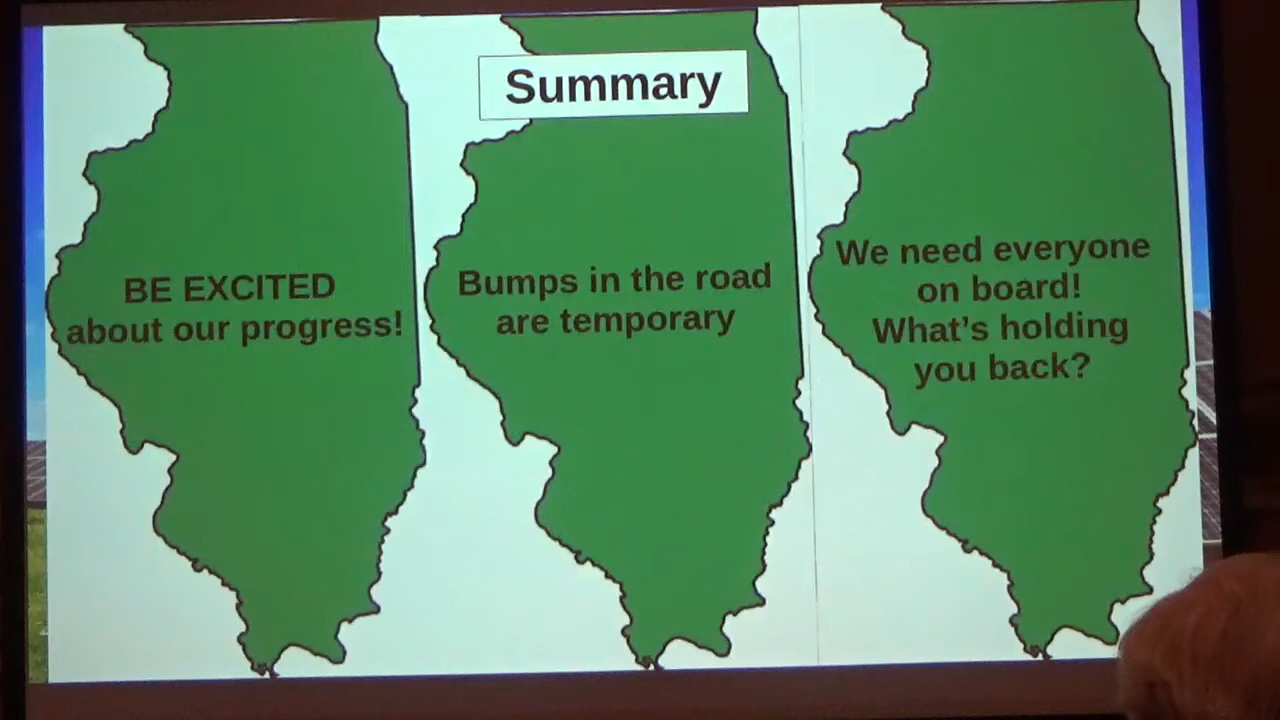 Summary
BE EXCITED
about our progress!
Bumps in the road
are temporary
We need everyone
on board!
What's holding
you back?